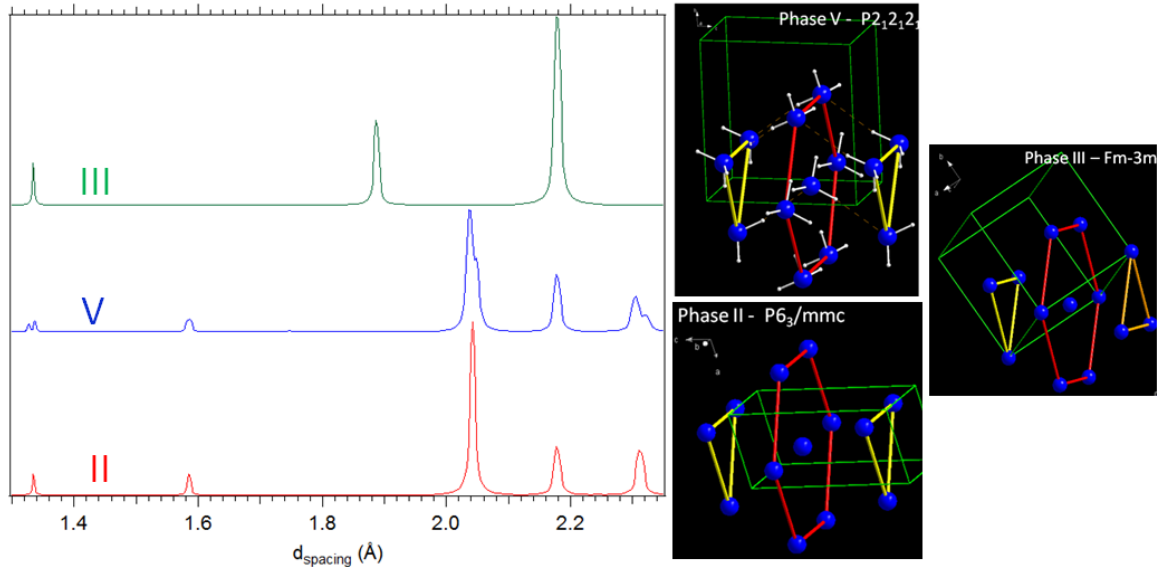 III
V
II
1.4 1.6 1.8 2.0 2.2
d_spacing (Å)
Phase V - P2₁2₁2₁
Phase III – Fm-3m
b
a
Phase II - P6₃/mmc
c
b
a